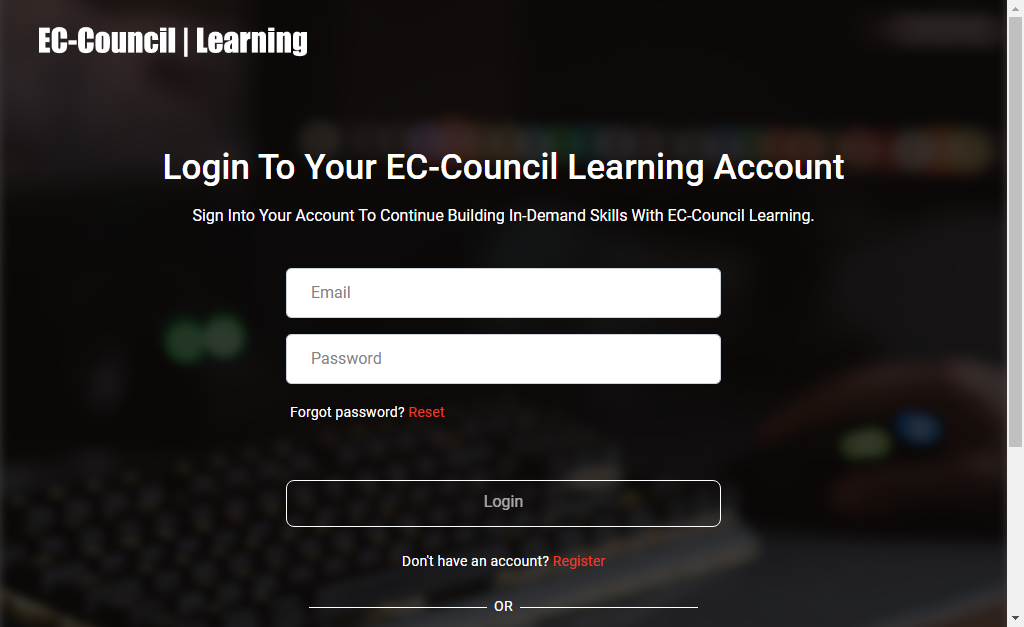 EC-Council | Learning
Login To Your EC-Council Learning Account
Sign Into Your Account To Continue Building In-Demand Skills With EC-Council Learning.
Email
Password
Forgot password? Reset
Login
Don't have an account? Register
OR